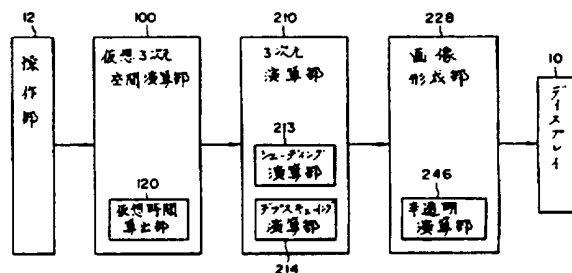 12
操作部
100
仮想3次元
空間演算部
120
仮想時間
算出部
210
3次元
演算部
213
シェーディング
演算部
デプスキューイング
演算部
214
228
画像
形成部
246
半透明
演算部
10
ディスプレイ